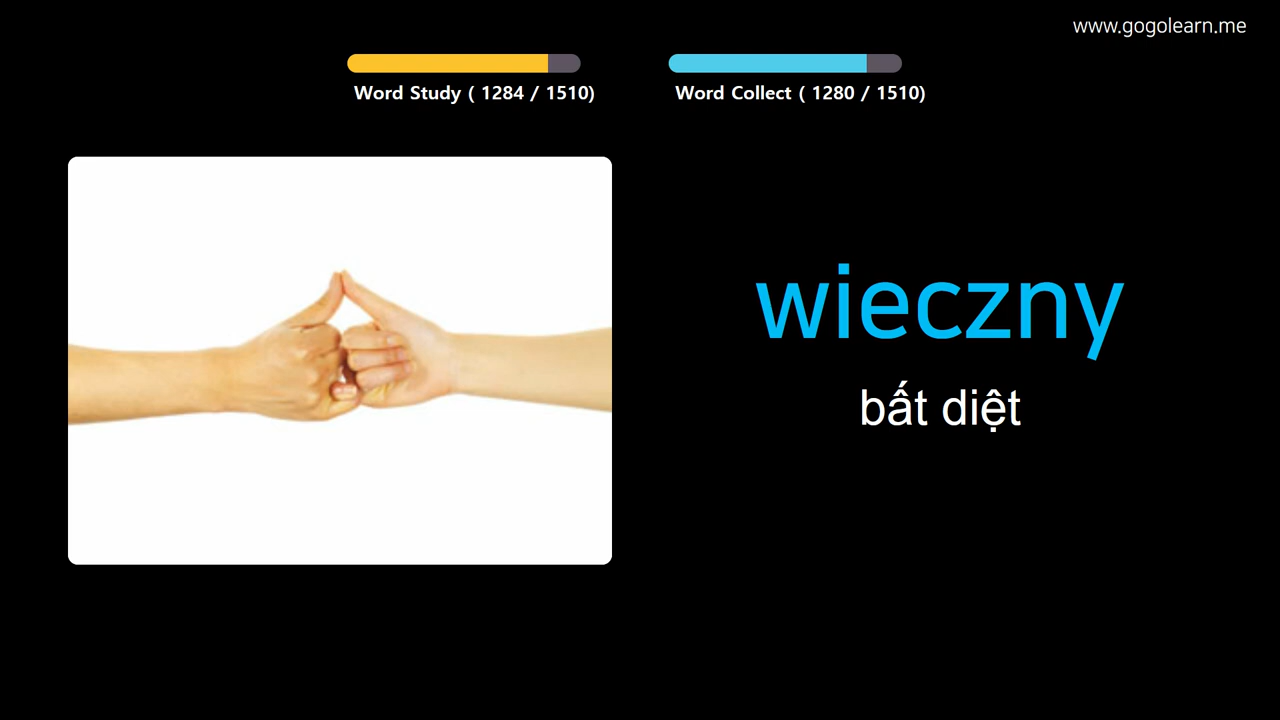 www.gogolearn.me
Word Study ( 1284 / 1510)
Word Collect ( 1280 / 1510)
wieczny
bất diệt